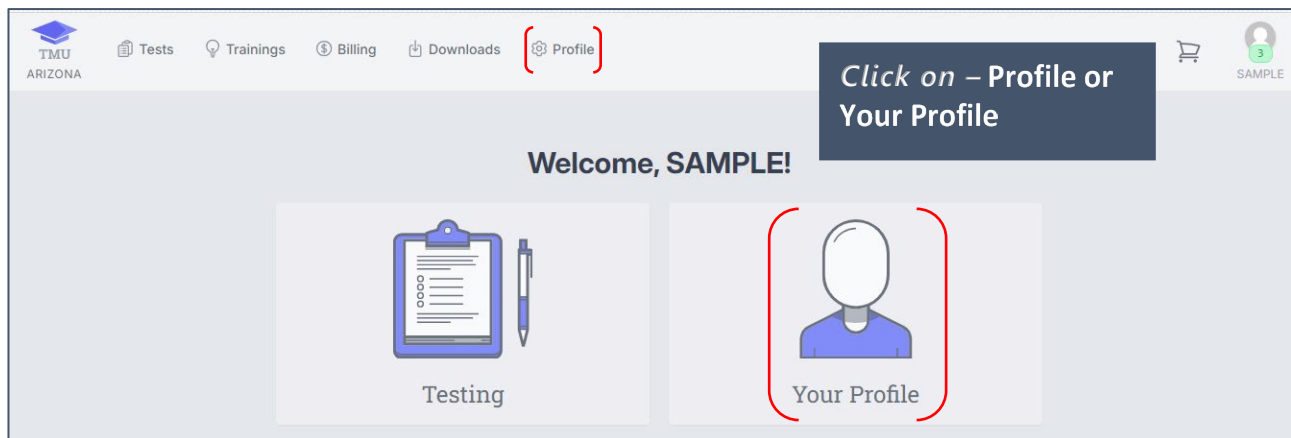 TMU
ARIZONA
Tests
Trainings
Billing
Downloads
Profile
3
SAMPLE
Click on – Profile or
Your Profile
Welcome, SAMPLE!
Testing
Your Profile